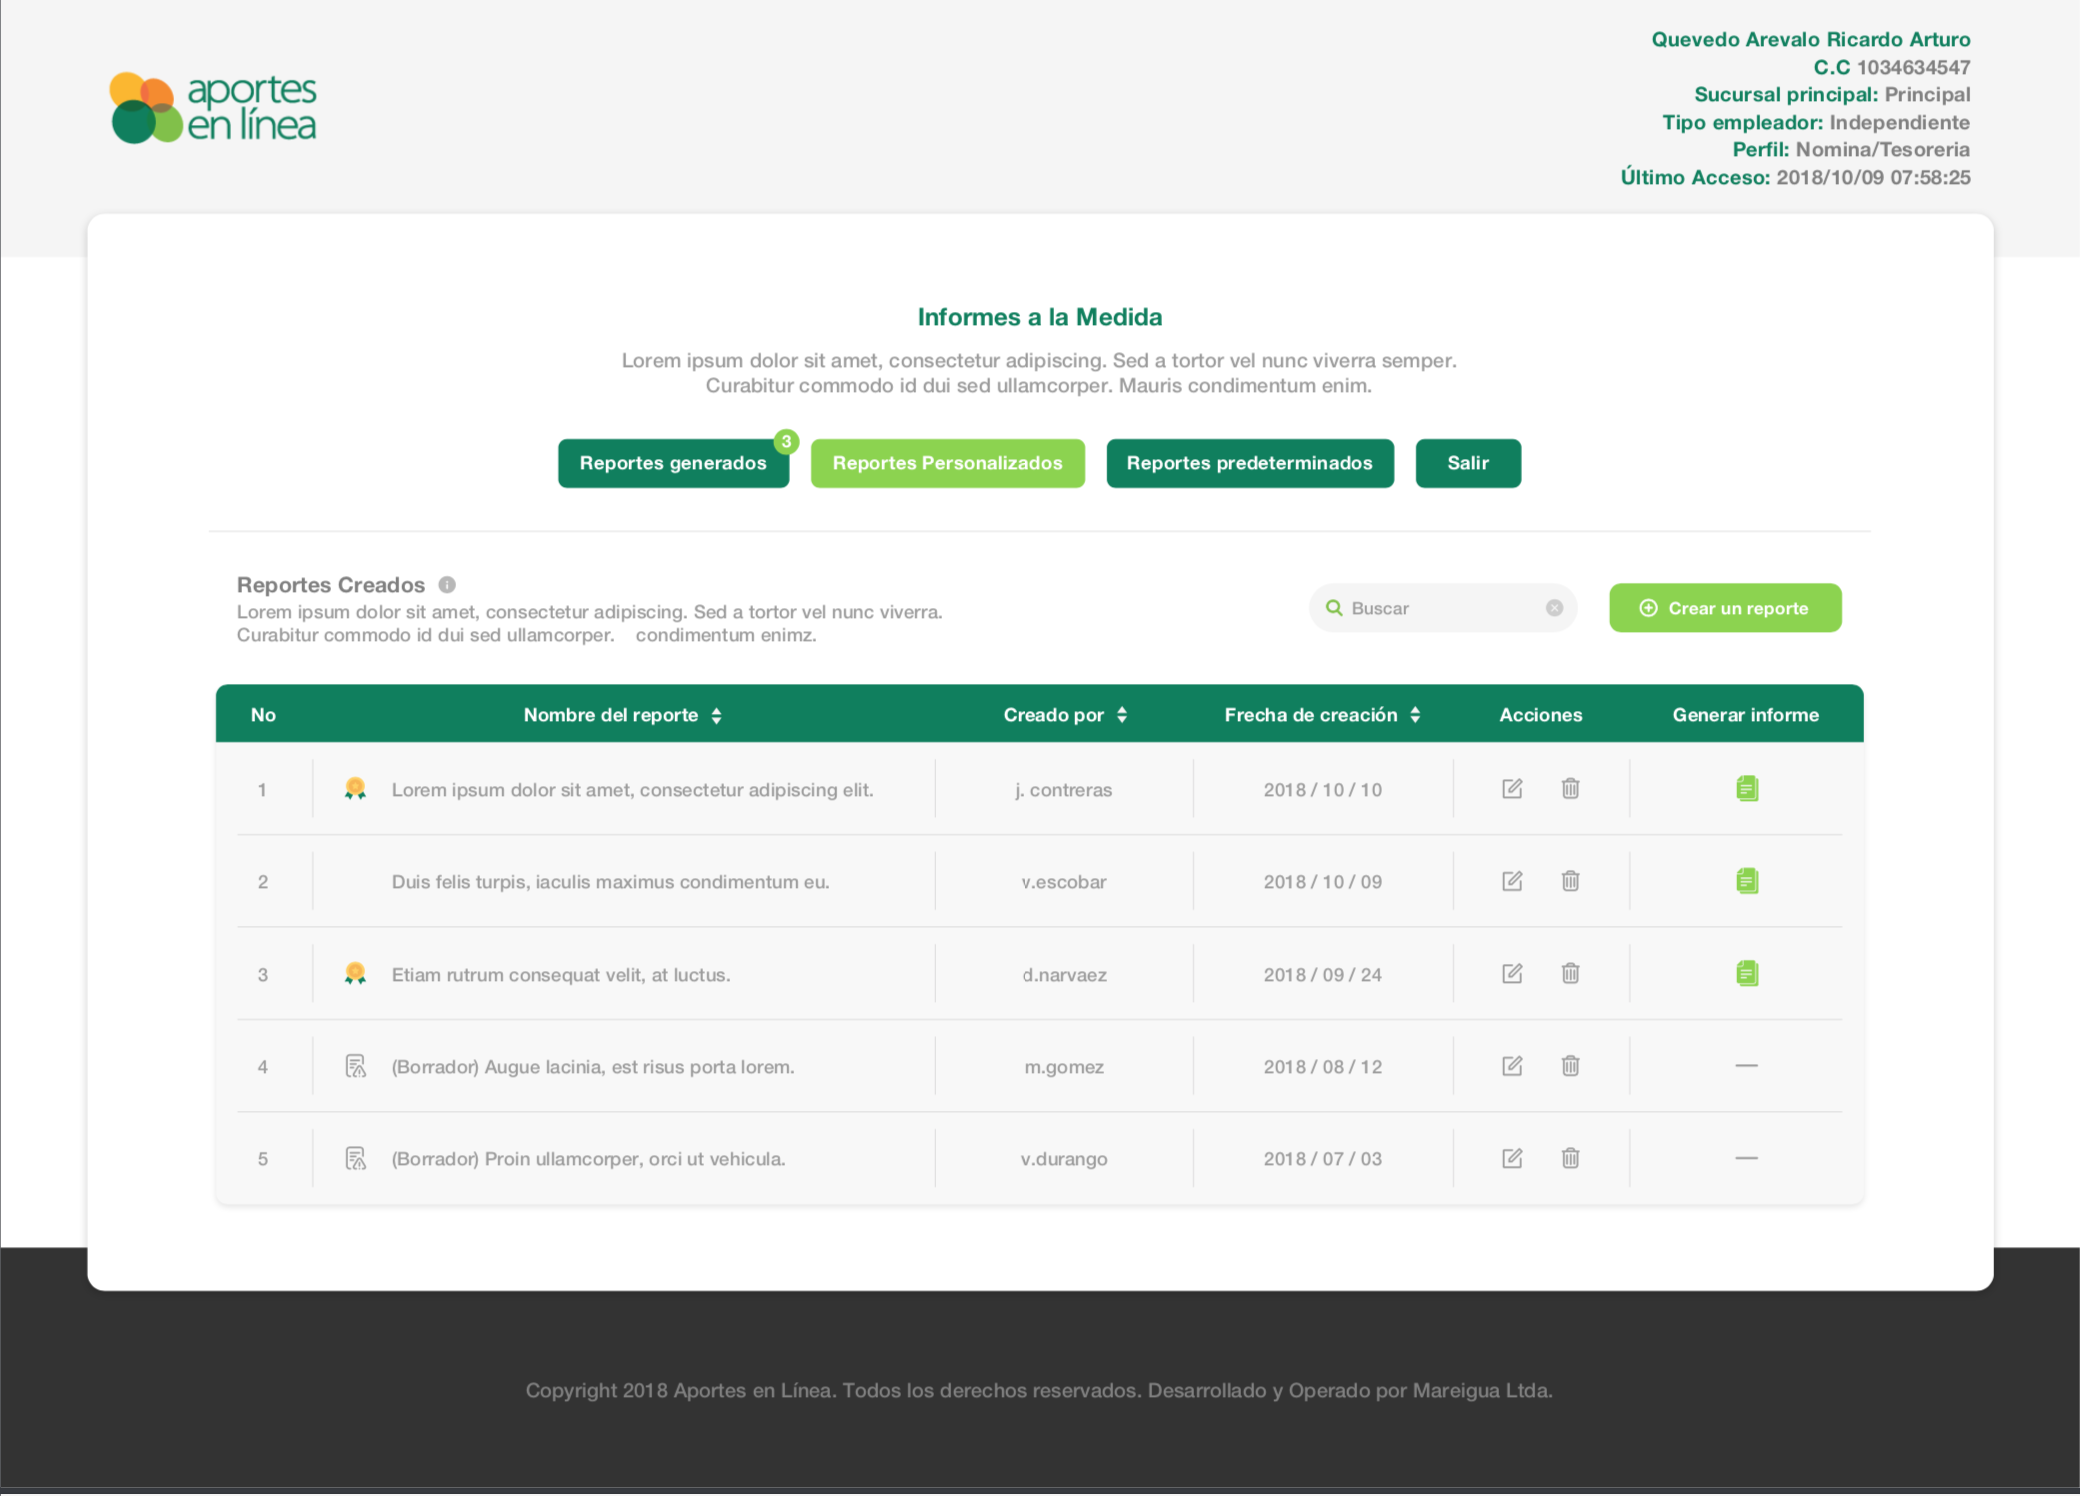 aportes
en línea
Quevedo Arevalo Ricardo Arturo
C.C 1034634547
Sucursal principal: Principal
Tipo empleador: Independiente
Perfil: Nomina/Tesoreria
Último Acceso: 2018/10/09 07:58:25
Informes a la Medida
Lorem ipsum dolor sit amet, consectetur adipiscing. Sed a tortor vel nunc viverra semper.
Curabitur commodo id dui sed ullamcorper. Mauris condimentum enim.
Reportes generados 3 Reportes Personalizados Reportes predeterminados Salir
Reportes Creados
Lorem ipsum dolor sit amet, consectetur adipiscing. Sed a tortor vel nunc viverra.
Curabitur commodo id dui sed ullamcorper. condimentum enimz.
Buscar Crear un reporte
No Nombre del reporte Creado por Frecha de creación Acciones Generar informe
1 Lorem ipsum dolor sit amet, consectetur adipiscing elit. j. contreras 2018 / 10 / 10
2 Duis felis turpis, iaculis maximus condimentum eu. v.escobar 2018 / 10 / 09
3 Etiam rutrum consequat velit, at luctus. d.narvaez 2018 / 09 / 24
4 (Borrador) Augue lacinia, est risus porta lorem. m.gomez 2018 / 08 / 12 —
5 (Borrador) Proin ullamcorper, orci ut vehicula. v.durango 2018 / 07 / 03 —
Copyright 2018 Aportes en Línea. Todos los derechos reservados. Desarrollado y Operado por Mareigua Ltda.